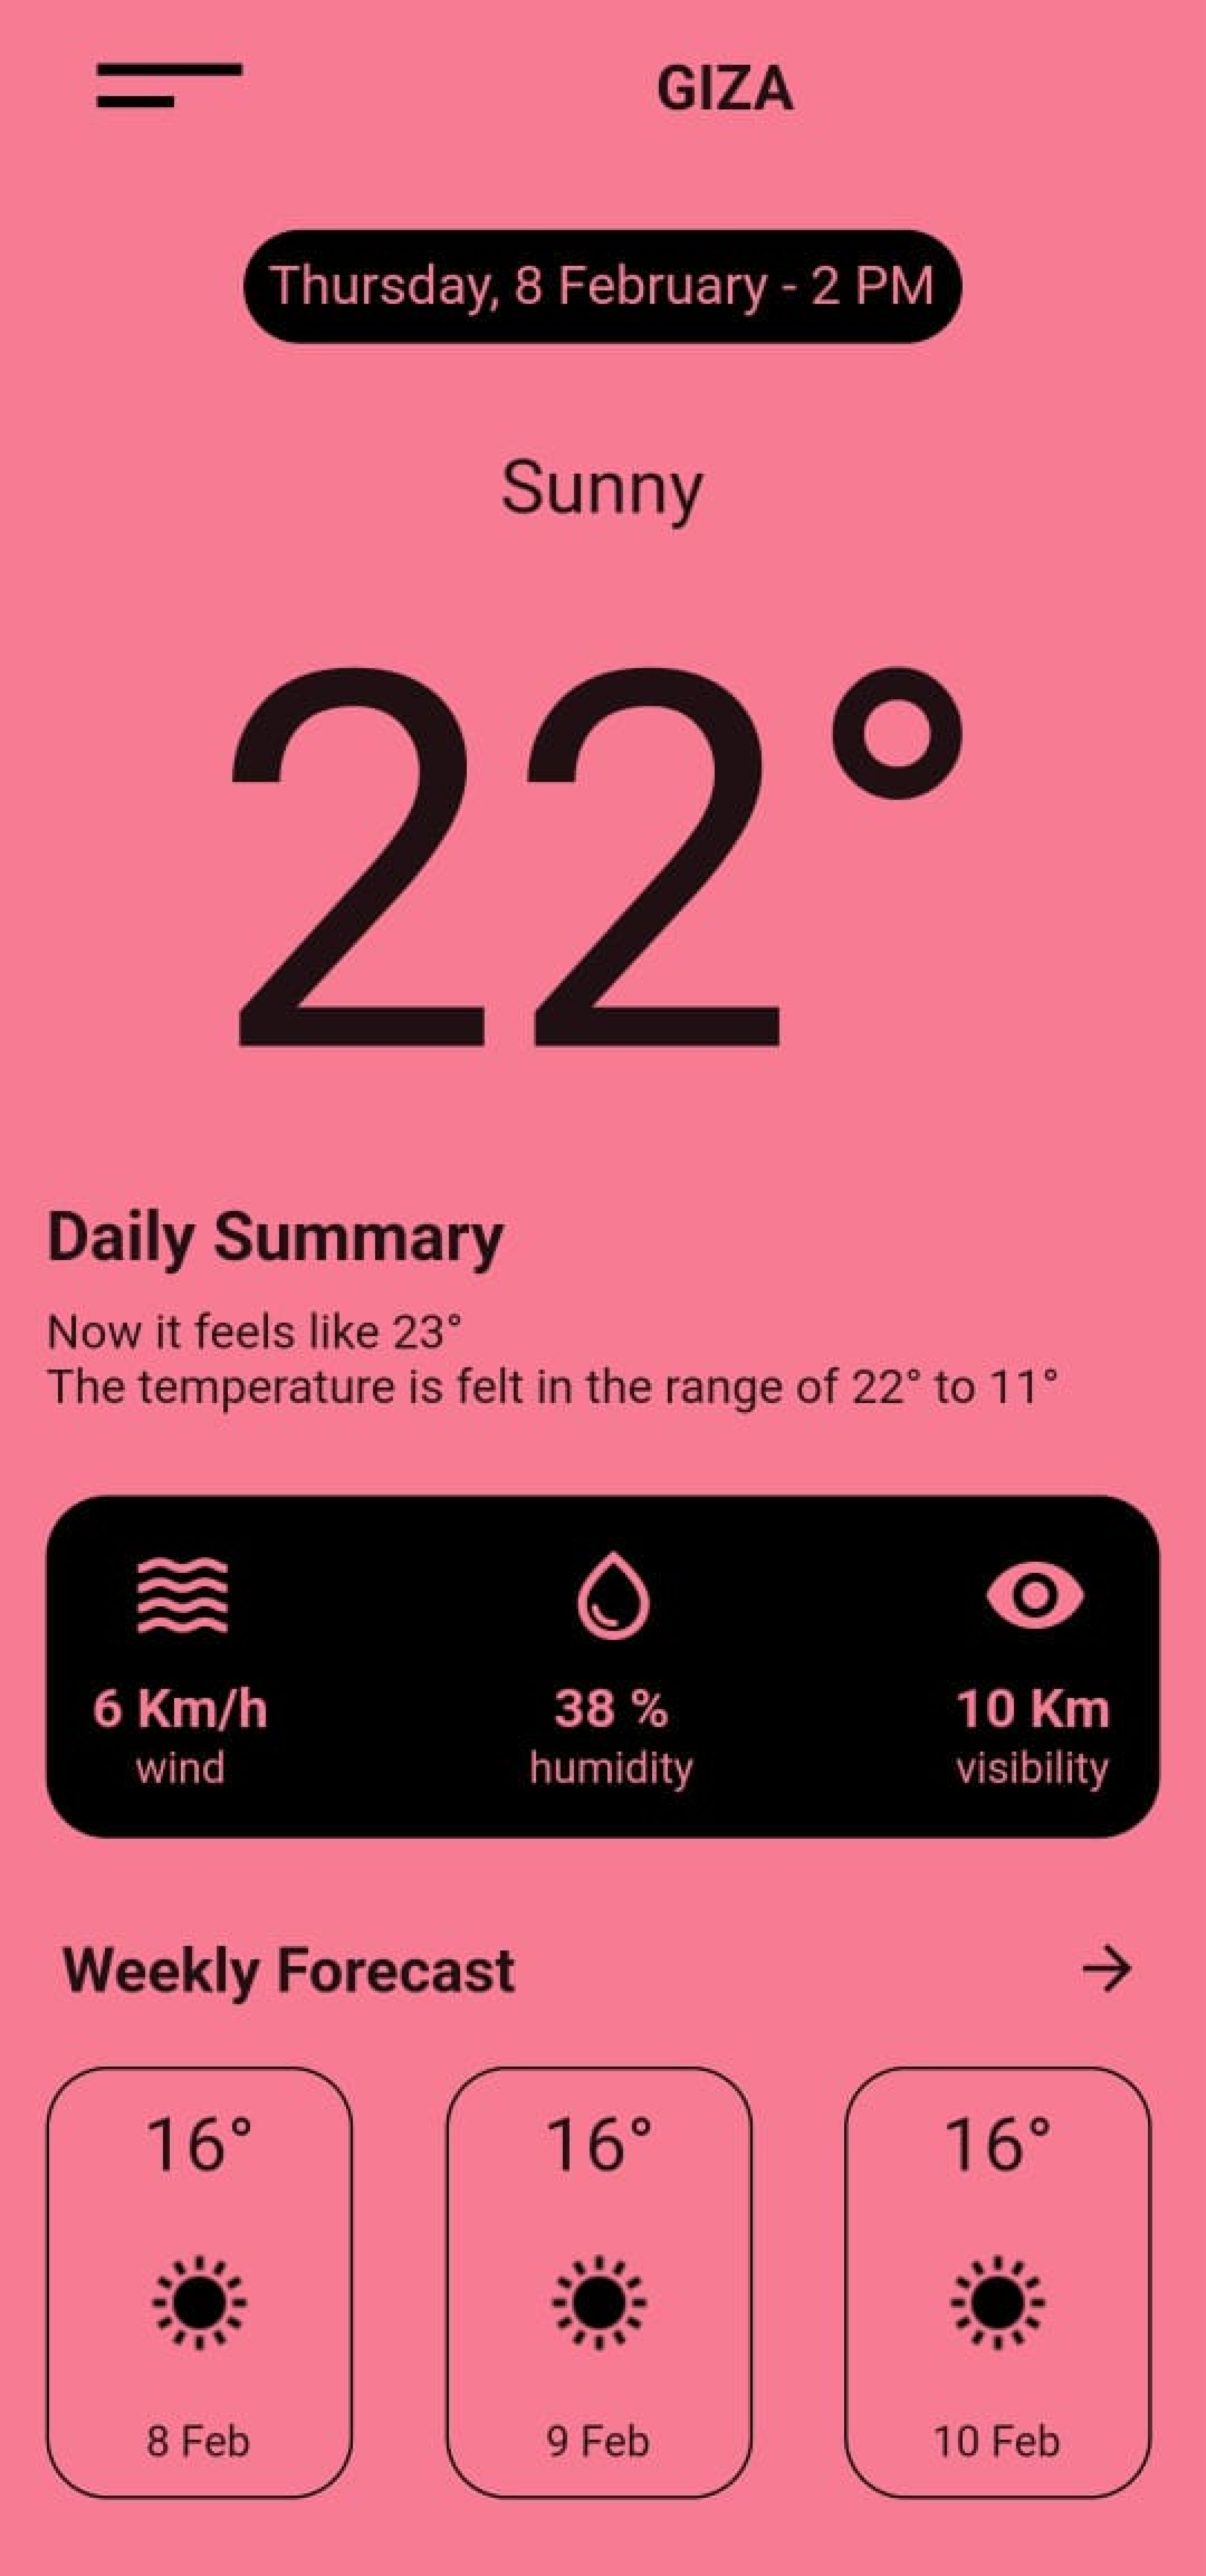 GIZA
Thursday, 8 February - 2 PM
Sunny
22°
Daily Summary
Now it feels like 23°
The temperature is felt in the range of 22° to 11°
6 Km/h 38 % 10 Km
wind humidity visibility
Weekly Forecast
16° 16° 16°
8 Feb 9 Feb 10 Feb